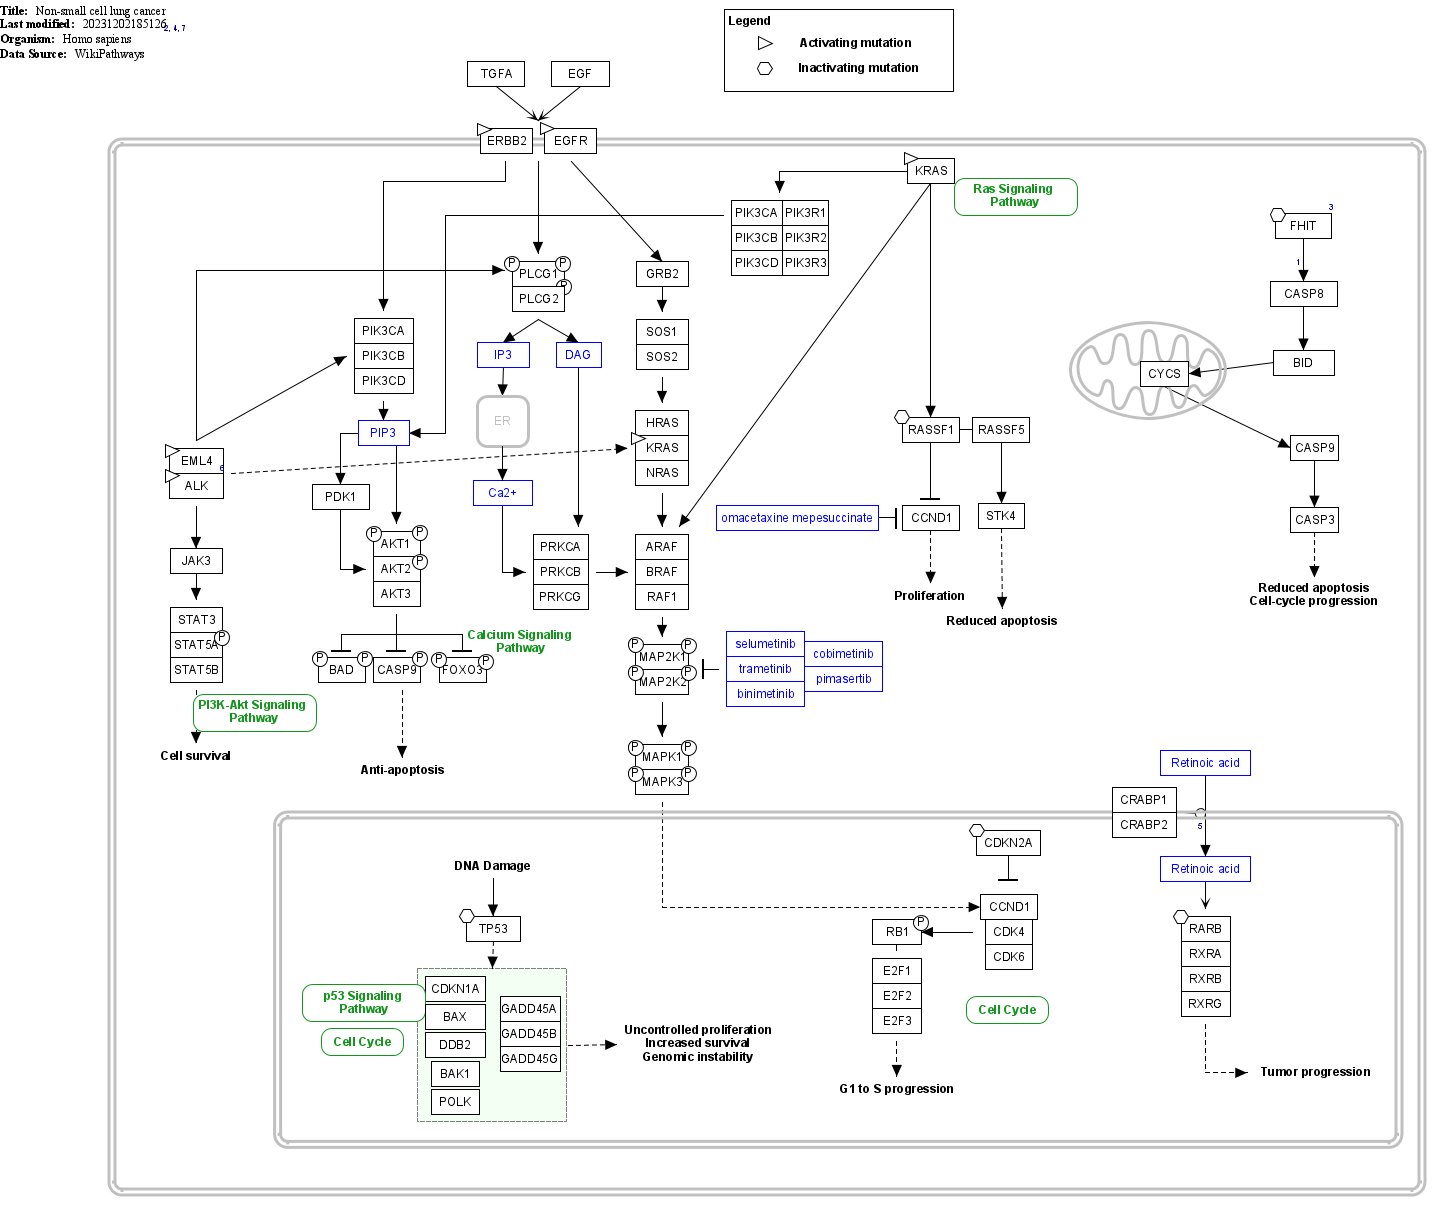 Title: Non-small cell lung cancer
Last modified: 20231202185126
2, 4, 7
Organism: Homo sapiens
Data Source: WikiPathways
Legend
Activating mutation
Inactivating mutation
TGFA
EGF
ERBB2
EGFR
KRAS
Ras Signaling
Pathway
PIK3CA
PIK3R1
PIK3CB
PIK3R2
PIK3CD
PIK3R3
3
FHIT
1
CASP8
BID
CYCS
CASP9
CASP3
Reduced apoptosis
Cell-cycle progression
P
P
PLCG1
P
PLCG2
GRB2
SOS1
SOS2
IP3
DAG
ER
Ca2+
PIK3CA
PIK3CB
PIK3CD
PIP3
HRAS
KRAS
NRAS
RASSF1
RASSF5
EML4
6
ALK
PDK1
omacetaxine mepesuccinate
CCND1
STK4
Proliferation
Reduced apoptosis
JAK3
P
P
AKT1
P
AKT2
AKT3
PRKCA
PRKCB
PRKCG
ARAF
BRAF
RAF1
STAT3
P
STAT5A
STAT5B
Calcium Signaling
Pathway
P
P
BAD
P
CASP9
P
P
FOXO3
P
P
MAP2K1
P
P
MAP2K2
selumetinib
cobimetinib
trametinib
pimasertib
binimetinib
PI3K-Akt Signaling
Pathway
Cell survival
Anti-apoptosis
P
P
MAPK1
P
P
MAPK3
Retinoic acid
CRABP1
CRABP2
5
Retinoic acid
DNA Damage
TP53
CDKN2A
CCND1
CDK4
CDK6
P
RB1
E2F1
E2F2
E2F3
G1 to S progression
Cell Cycle
RARB
RXRA
RXRB
RXRG
Tumor progression
p53 Signaling
Pathway
Cell Cycle
CDKN1A
BAX
DDB2
BAK1
POLK
GADD45A
GADD45B
GADD45G
Uncontrolled proliferation
Increased survival
Genomic instability